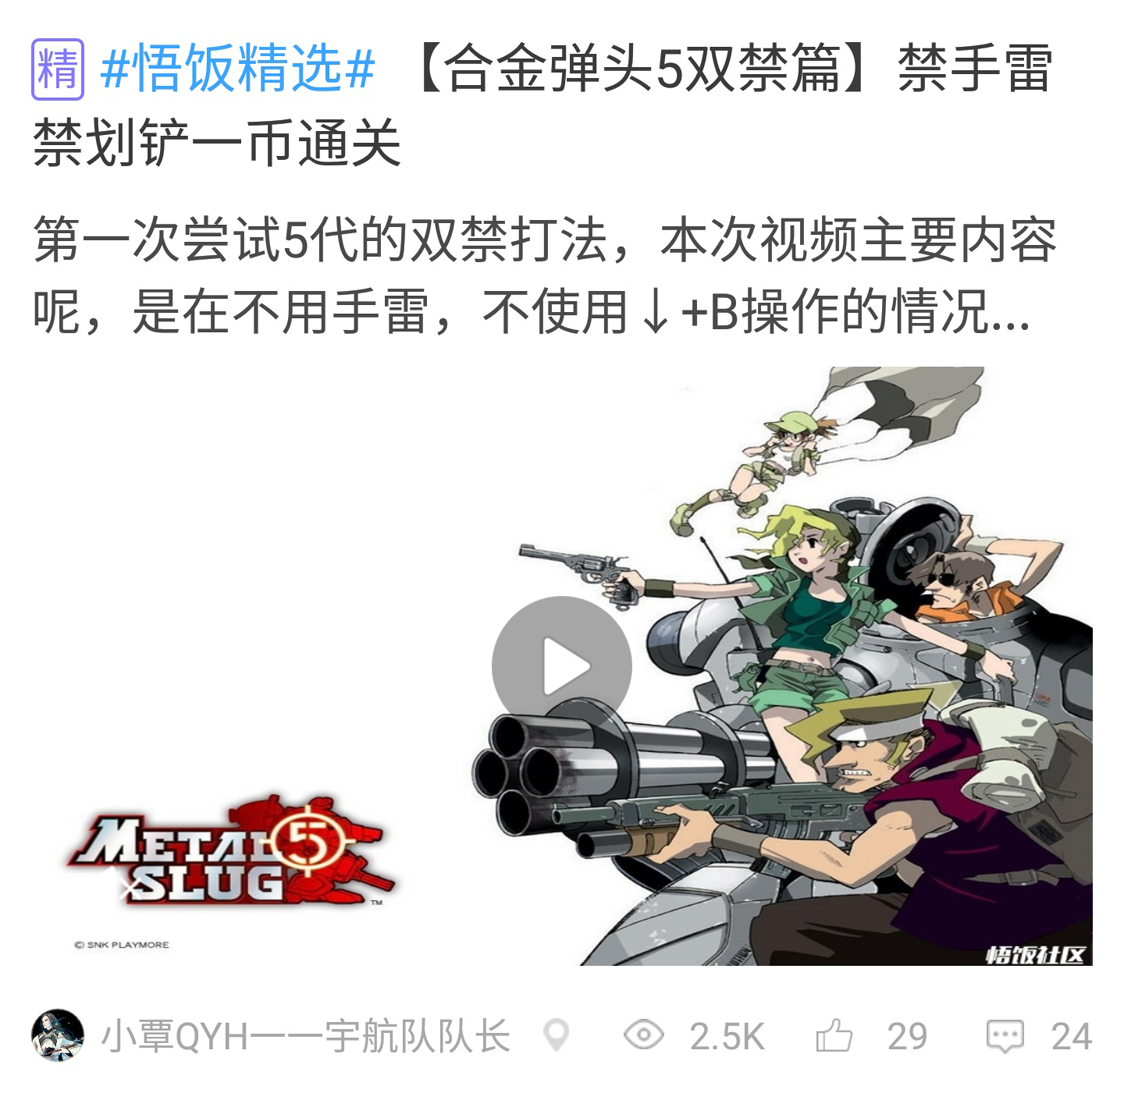 精 #悟饭精选# 【合金弹头5双禁篇】禁手雷
禁划铲一币通关
第一次尝试5代的双禁打法，本次视频主要内容
呢，是在不用手雷，不使用↓+B操作的情况...
METAL 5
SLUG
TM
© SNK PLAYMORE
悟饭社区
小覃QYH一一宇航队队长 2.5K 29 24